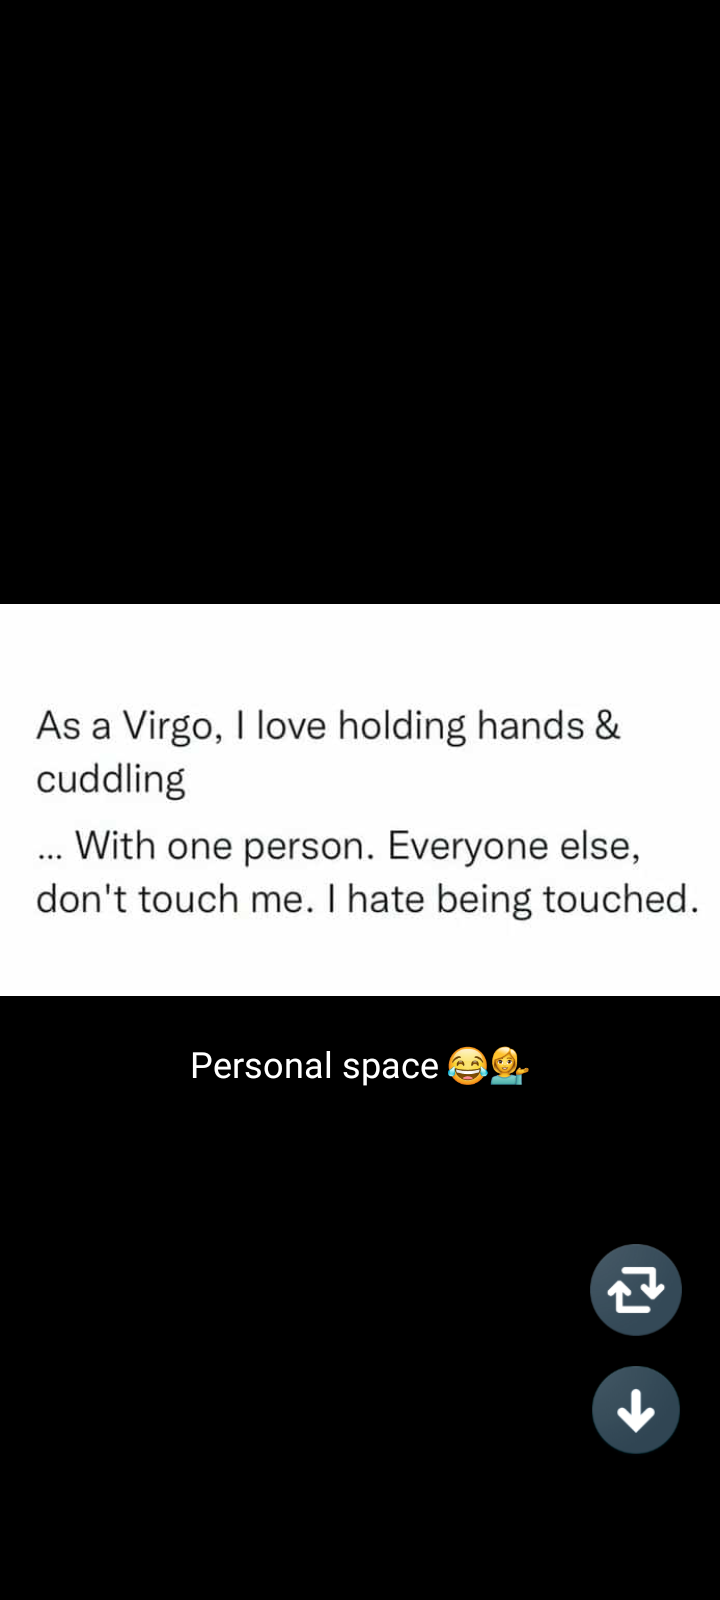 As a Virgo, I love holding hands &
cuddling
... With one person. Everyone else,
don't touch me. I hate being touched.
Personal space 😂💁‍♀️